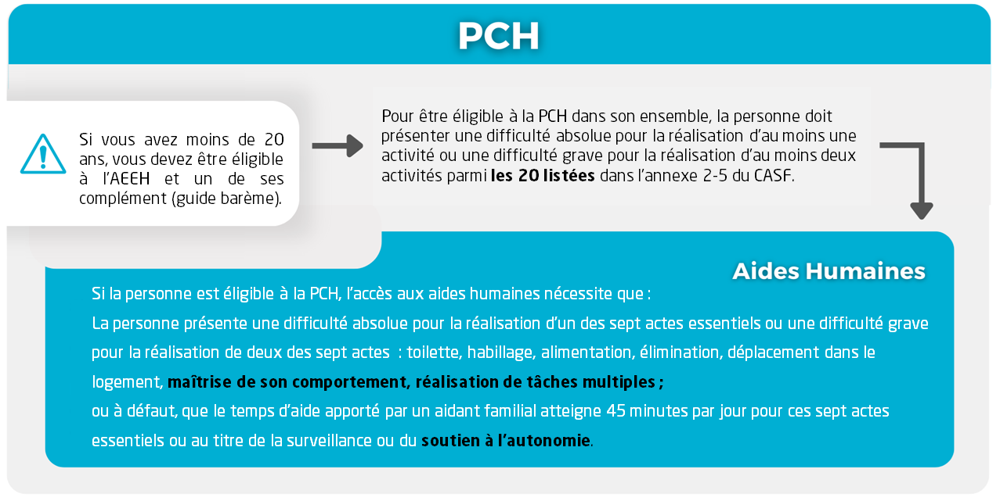 PCH
Si vous avez moins de 20
ans, vous devez être éligible
à l'AEEH et un de ses
complément (guide barème).
Pour être éligible à la PCH dans son ensemble, la personne doit
présenter une difficulté absolue pour la réalisation d'au moins une
activité ou une difficulté grave pour la réalisation d'au moins deux
activités parmi les 20 listées dans l'annexe 2-5 du CASF.
Aides Humaines
Si la personne est éligible à la PCH, l'accès aux aides humaines nécessite que :
La personne présente une difficulté absolue pour la réalisation d'un des sept actes essentiels ou une difficulté grave
pour la réalisation de deux des sept actes : toilette, habillage, alimentation, élimination, déplacement dans le
logement, maîtrise de son comportement, réalisation de tâches multiples ;
ou à défaut, que le temps d'aide apporté par un aidant familial atteigne 45 minutes par jour pour ces sept actes
essentiels ou au titre de la surveillance ou du soutien à l'autonomie.